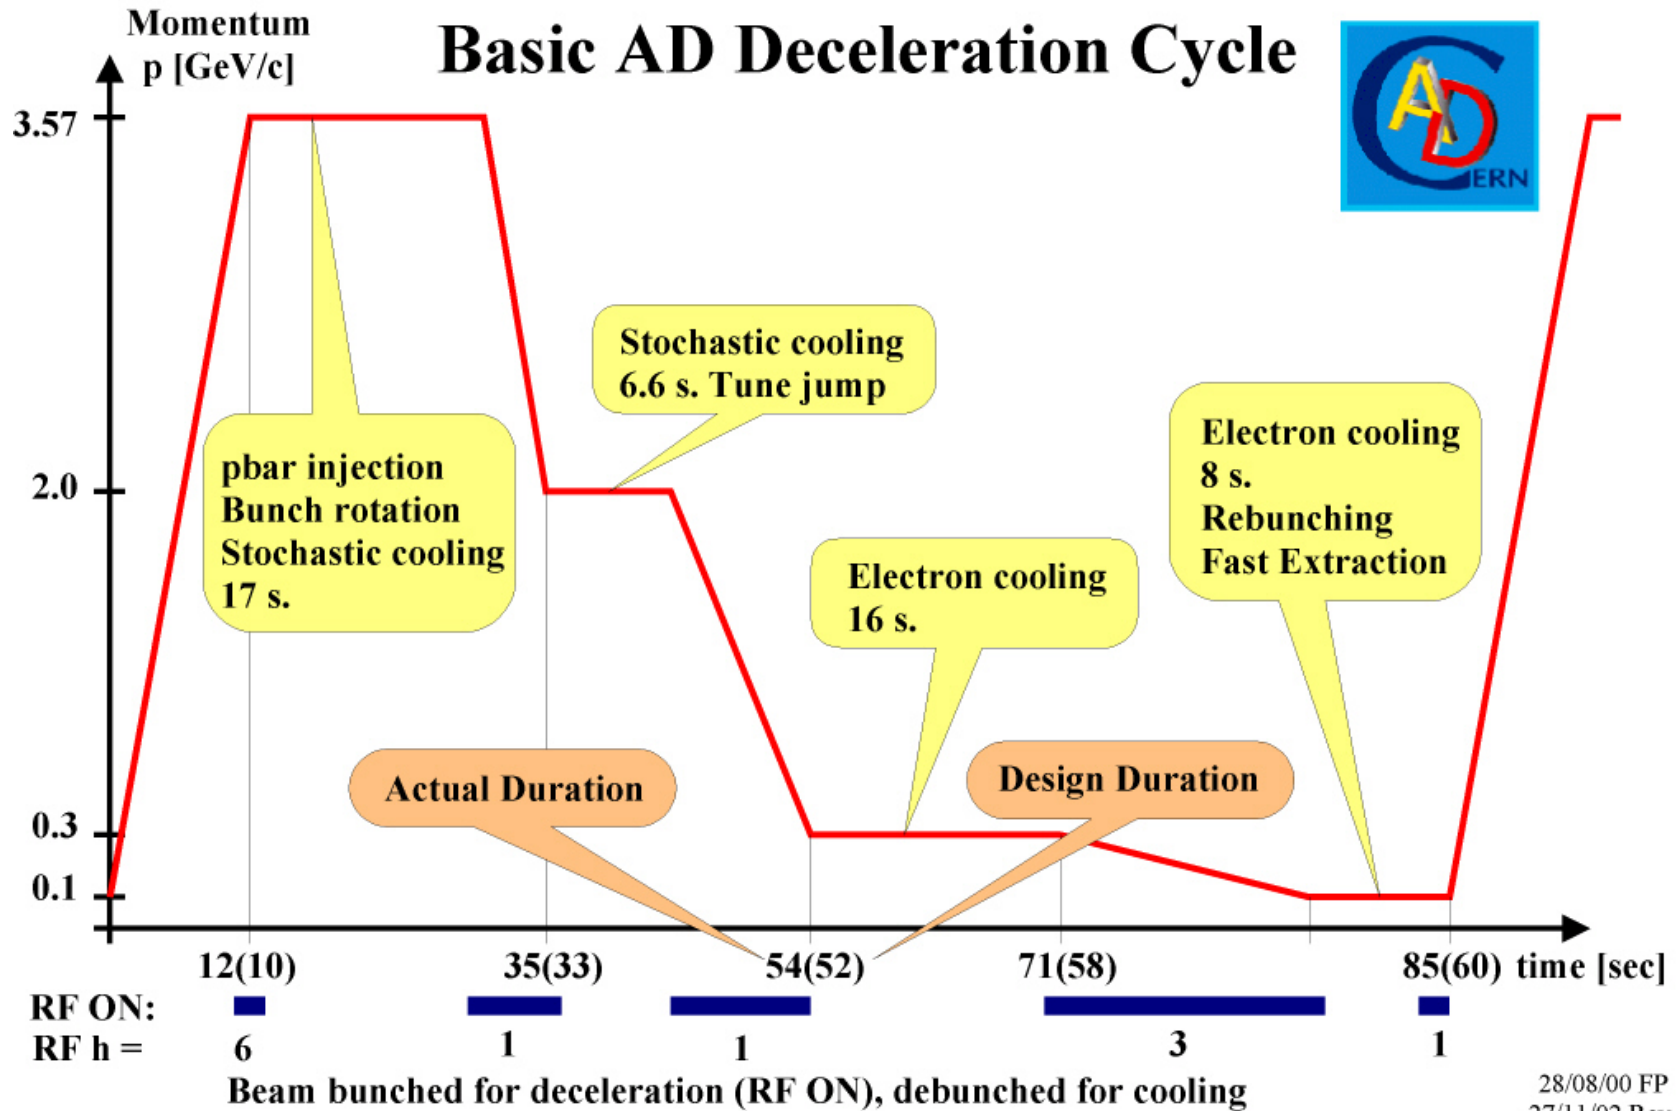 Momentum
p [GeV/c]
Basic AD Deceleration Cycle
AD
CERN
3.57
2.0
0.3
0.1
Stochastic cooling
6.6 s. Tune jump
pbar injection
Bunch rotation
Stochastic cooling
17 s.
Electron cooling
8 s.
Rebunching
Fast Extraction
Electron cooling
16 s.
Actual Duration
Design Duration
12(10) 35(33) 54(52) 71(58) 85(60) time [sec]
RF ON:
RF h = 6 1 1 3 1
Beam bunched for deceleration (RF ON), debunched for cooling
28/08/00 FP